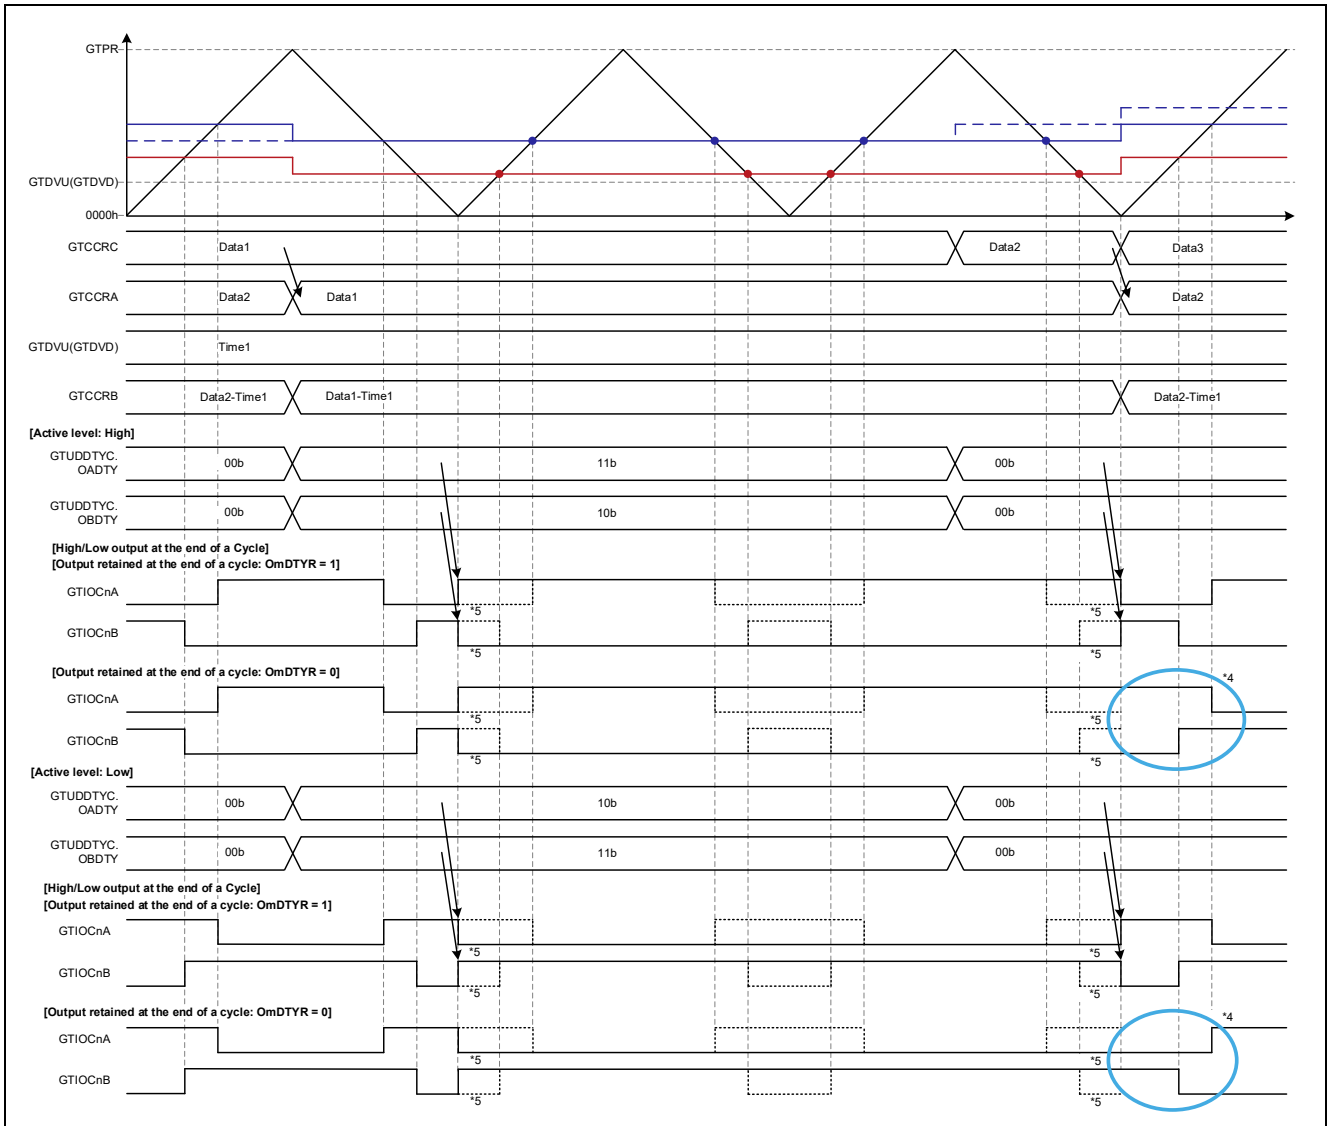 GTPR
GTDVU(GTDVD)
0000h
GTCCRC Data1 Data2 Data3
GTCCRA Data2 Data1 Data2
GTDVU(GTDVD) Time1
GTCCRB Data2-Time1 Data1-Time1 Data2-Time1
[Active level: High]
GTUDDTYC.
OADTY 00b 11b 00b
GTUDDTYC.
OBDTY 00b 10b 00b
[High/Low output at the end of a Cycle]
[Output retained at the end of a cycle: OmDTYR = 1]
GTIOCnA
*5 *5
GTIOCnB
*5 *5
[Output retained at the end of a cycle: OmDTYR = 0]
*4
GTIOCnA
*5 *5
GTIOCnB
*5 *5
[Active level: Low]
GTUDDTYC.
OADTY 00b 10b 00b
GTUDDTYC.
OBDTY 00b 11b 00b
[High/Low output at the end of a Cycle]
[Output retained at the end of a cycle: OmDTYR = 1]
GTIOCnA
*5 *5
GTIOCnB
*5 *5
[Output retained at the end of a cycle: OmDTYR = 0]
*4
GTIOCnA
*5 *5
GTIOCnB
*5 *5